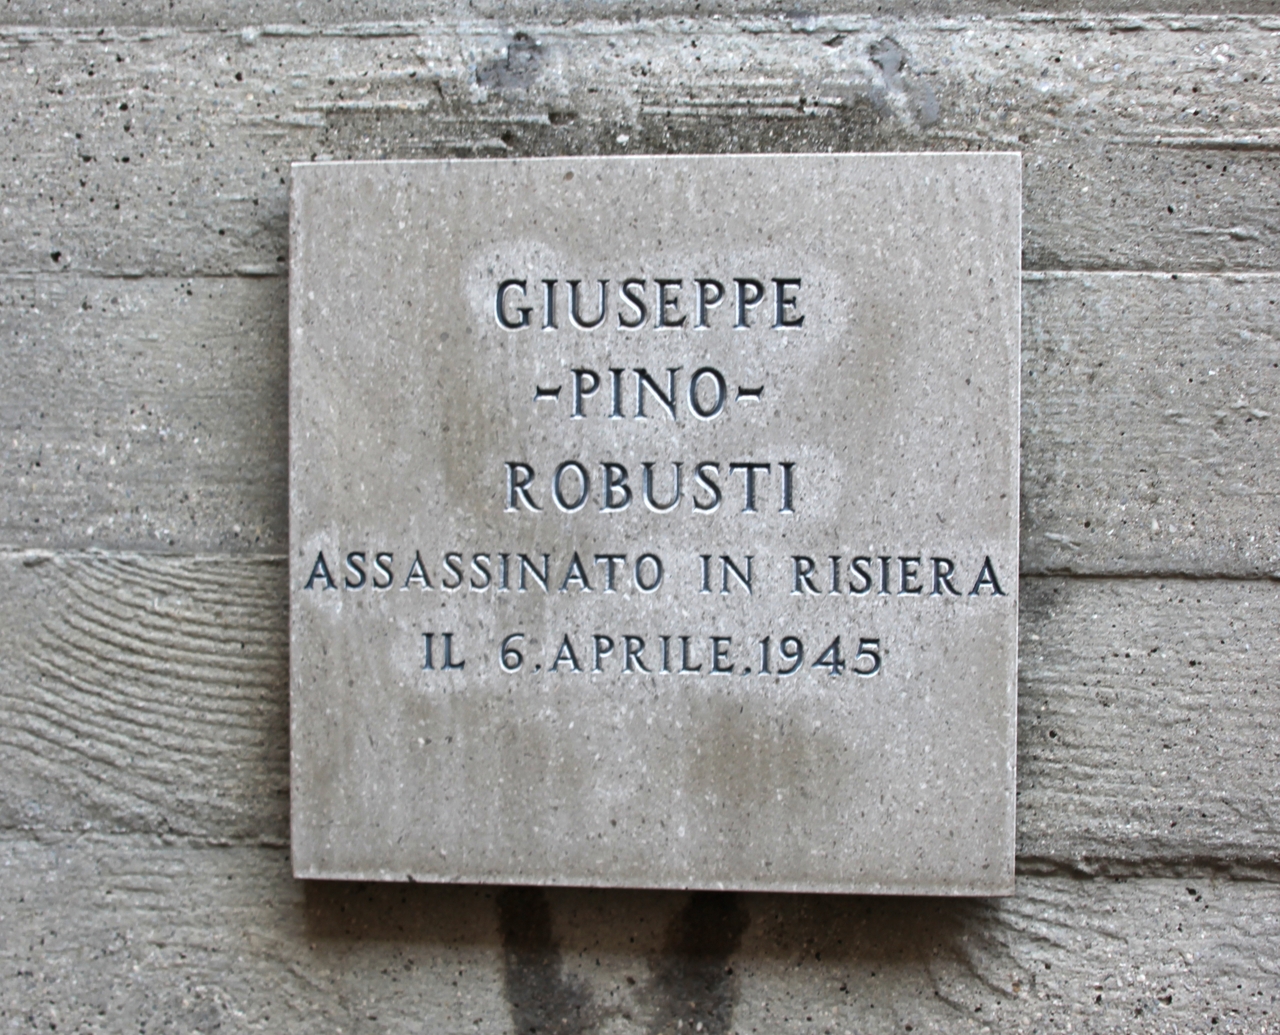 GIUSEPPE
-PINO-
ROBUSTI
ASSASSINATO IN RISIERA
IL 6.APRILE.1945